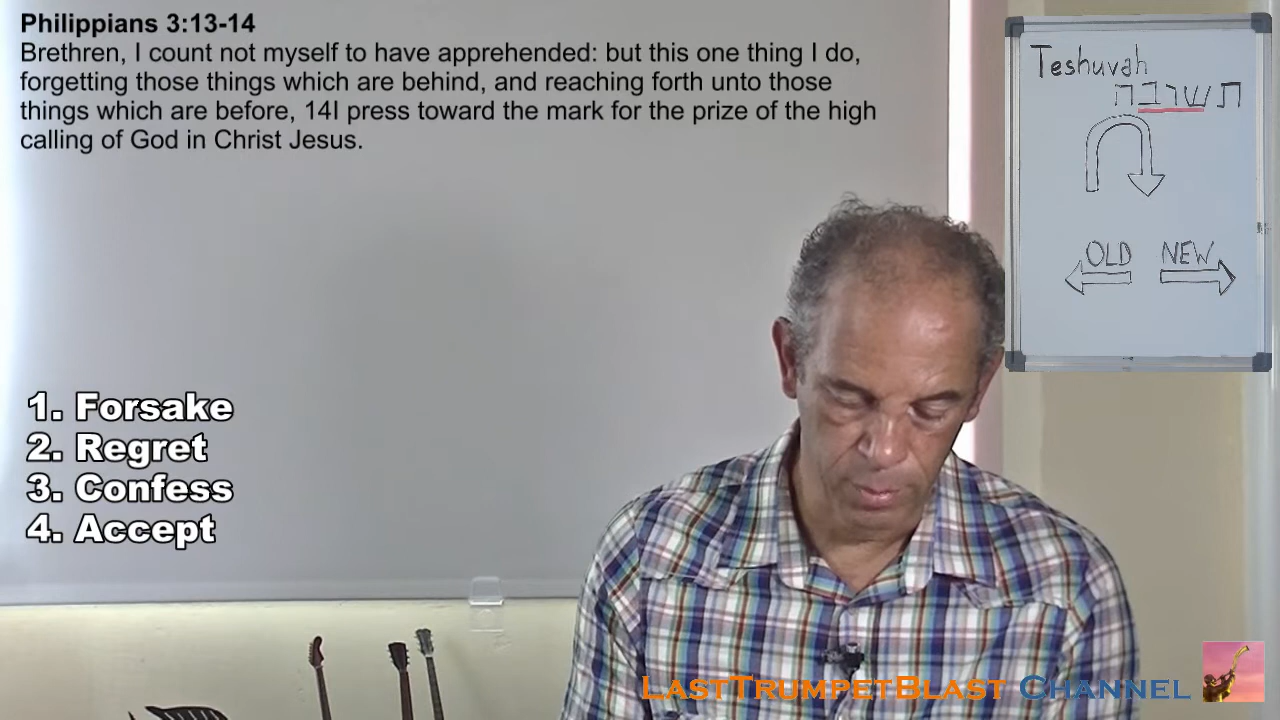 Philippians 3:13-14
Brethren, I count not myself to have apprehended: but this one thing I do,
forgetting those things which are behind, and reaching forth unto those
things which are before, 14I press toward the mark for the prize of the high
calling of God in Christ Jesus.
Teshuvah
תשובה
OLD NEW
1. Forsake
2. Regret
3. Confess
4. Accept
LastTrumpetBlast Channel